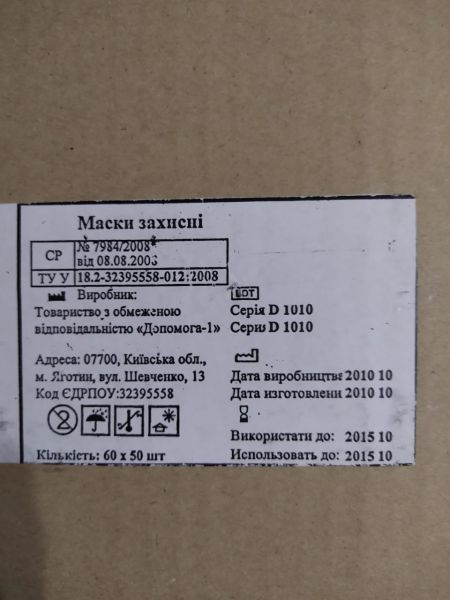 Маски захисні
СР
№ 7984/2008*
від 08.08.2008
ТУ У 18.2-32395558-012:2008
Виробник:
Товариство з обмеженою
відповідальністю «Допомога-1»
Адреса: 07700, Київська обл.,
м. Яготин, вул. Шевченко, 13
Код ЄДРПОУ:32395558
2
Кількість: 60 х 50 шт
LOT
Серія D 1010
Серия D 1010
Дата виробництва 2010 10
Дата изготовлени 2010 10
Використати до: 2015 10
Использовать до: 2015 10